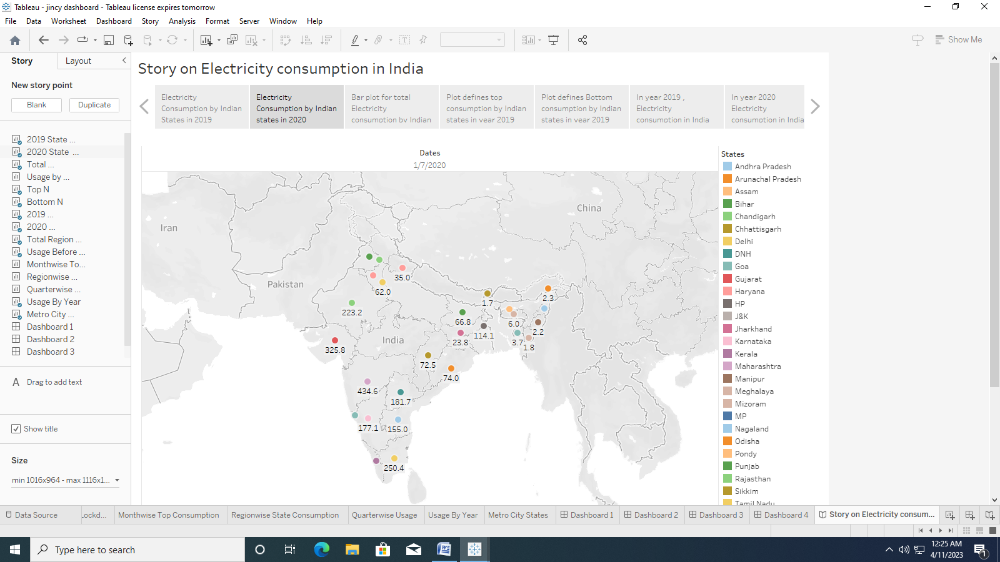 Tableau - jincy dashboard - Tableau license expires tomorrow
File Data Worksheet Dashboard Story Analysis Format Server Window Help
Show Me
Story Layout
New story point
Blank Duplicate
2019 State ...
2020 State ...
Total ...
Usage by ...
Top N
Bottom N
2019 ...
2020 ...
Total Region ...
Usage Before ...
Monthwise To...
Regionwise ...
Quarterwise ...
Usage By Year
Metro City ...
Dashboard 1
Dashboard 2
Dashboard 3
A Drag to add text
Show title
Size
min 1016x964 - max 1116x1...
Story on Electricity consumption in India
Electricity
Consumption by Indian
States in 2019
Electricity
Consumption by Indian
states in 2020
Bar plot for total
Electricity
consumption by Indian
Plot defines top
consumption by Indian
states in year 2019
Plot defines Bottom
consumption by Indian
states in year 2019
In year 2019 ,
Electricity
consumption in India
In year 2020
Electricity
consumption in India
Dates
1/7/2020
China
Iran
Pakistan
India
35.0
62.0
223.2
325.8
1.7
2.3
66.8
6.0
2.2
114.1
23.8
3.7
1.8
72.5
74.0
434.6
181.7
177.1
155.0
250.4
States
Andhra Pradesh
Arunachal Pradesh
Assam
Bihar
Chandigarh
Chhattisgarh
Delhi
DNH
Goa
Gujarat
Haryana
HP
J&K
Jharkhand
Karnataka
Kerala
Maharashtra
Manipur
Meghalaya
Mizoram
MP
Nagaland
Odisha
Pondy
Punjab
Rajasthan
Sikkim
Tamil Nadu
Data Source Lockd... Monthwise Top Consumption Regionwise State Consumption Quarterwise Usage Usage By Year Metro City States Dashboard 1 Dashboard 2 Dashboard 3 Dashboard 4 Story on Electricity consum...
Type here to search
12:25 AM
4/11/2023
1